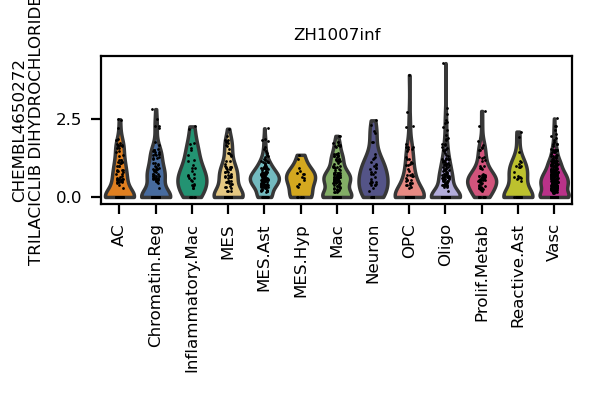 ZH1007inf
CHEMBL4650272
TRILACICLIB DIHYDROCHLORIDE
2.5
0.0
AC
Chromatin.Reg
Inflammatory.Mac
MES
MES.Ast
MES.Hyp
Mac
Neuron
OPC
Oligo
Prolif.Metab
Reactive.Ast
Vasc